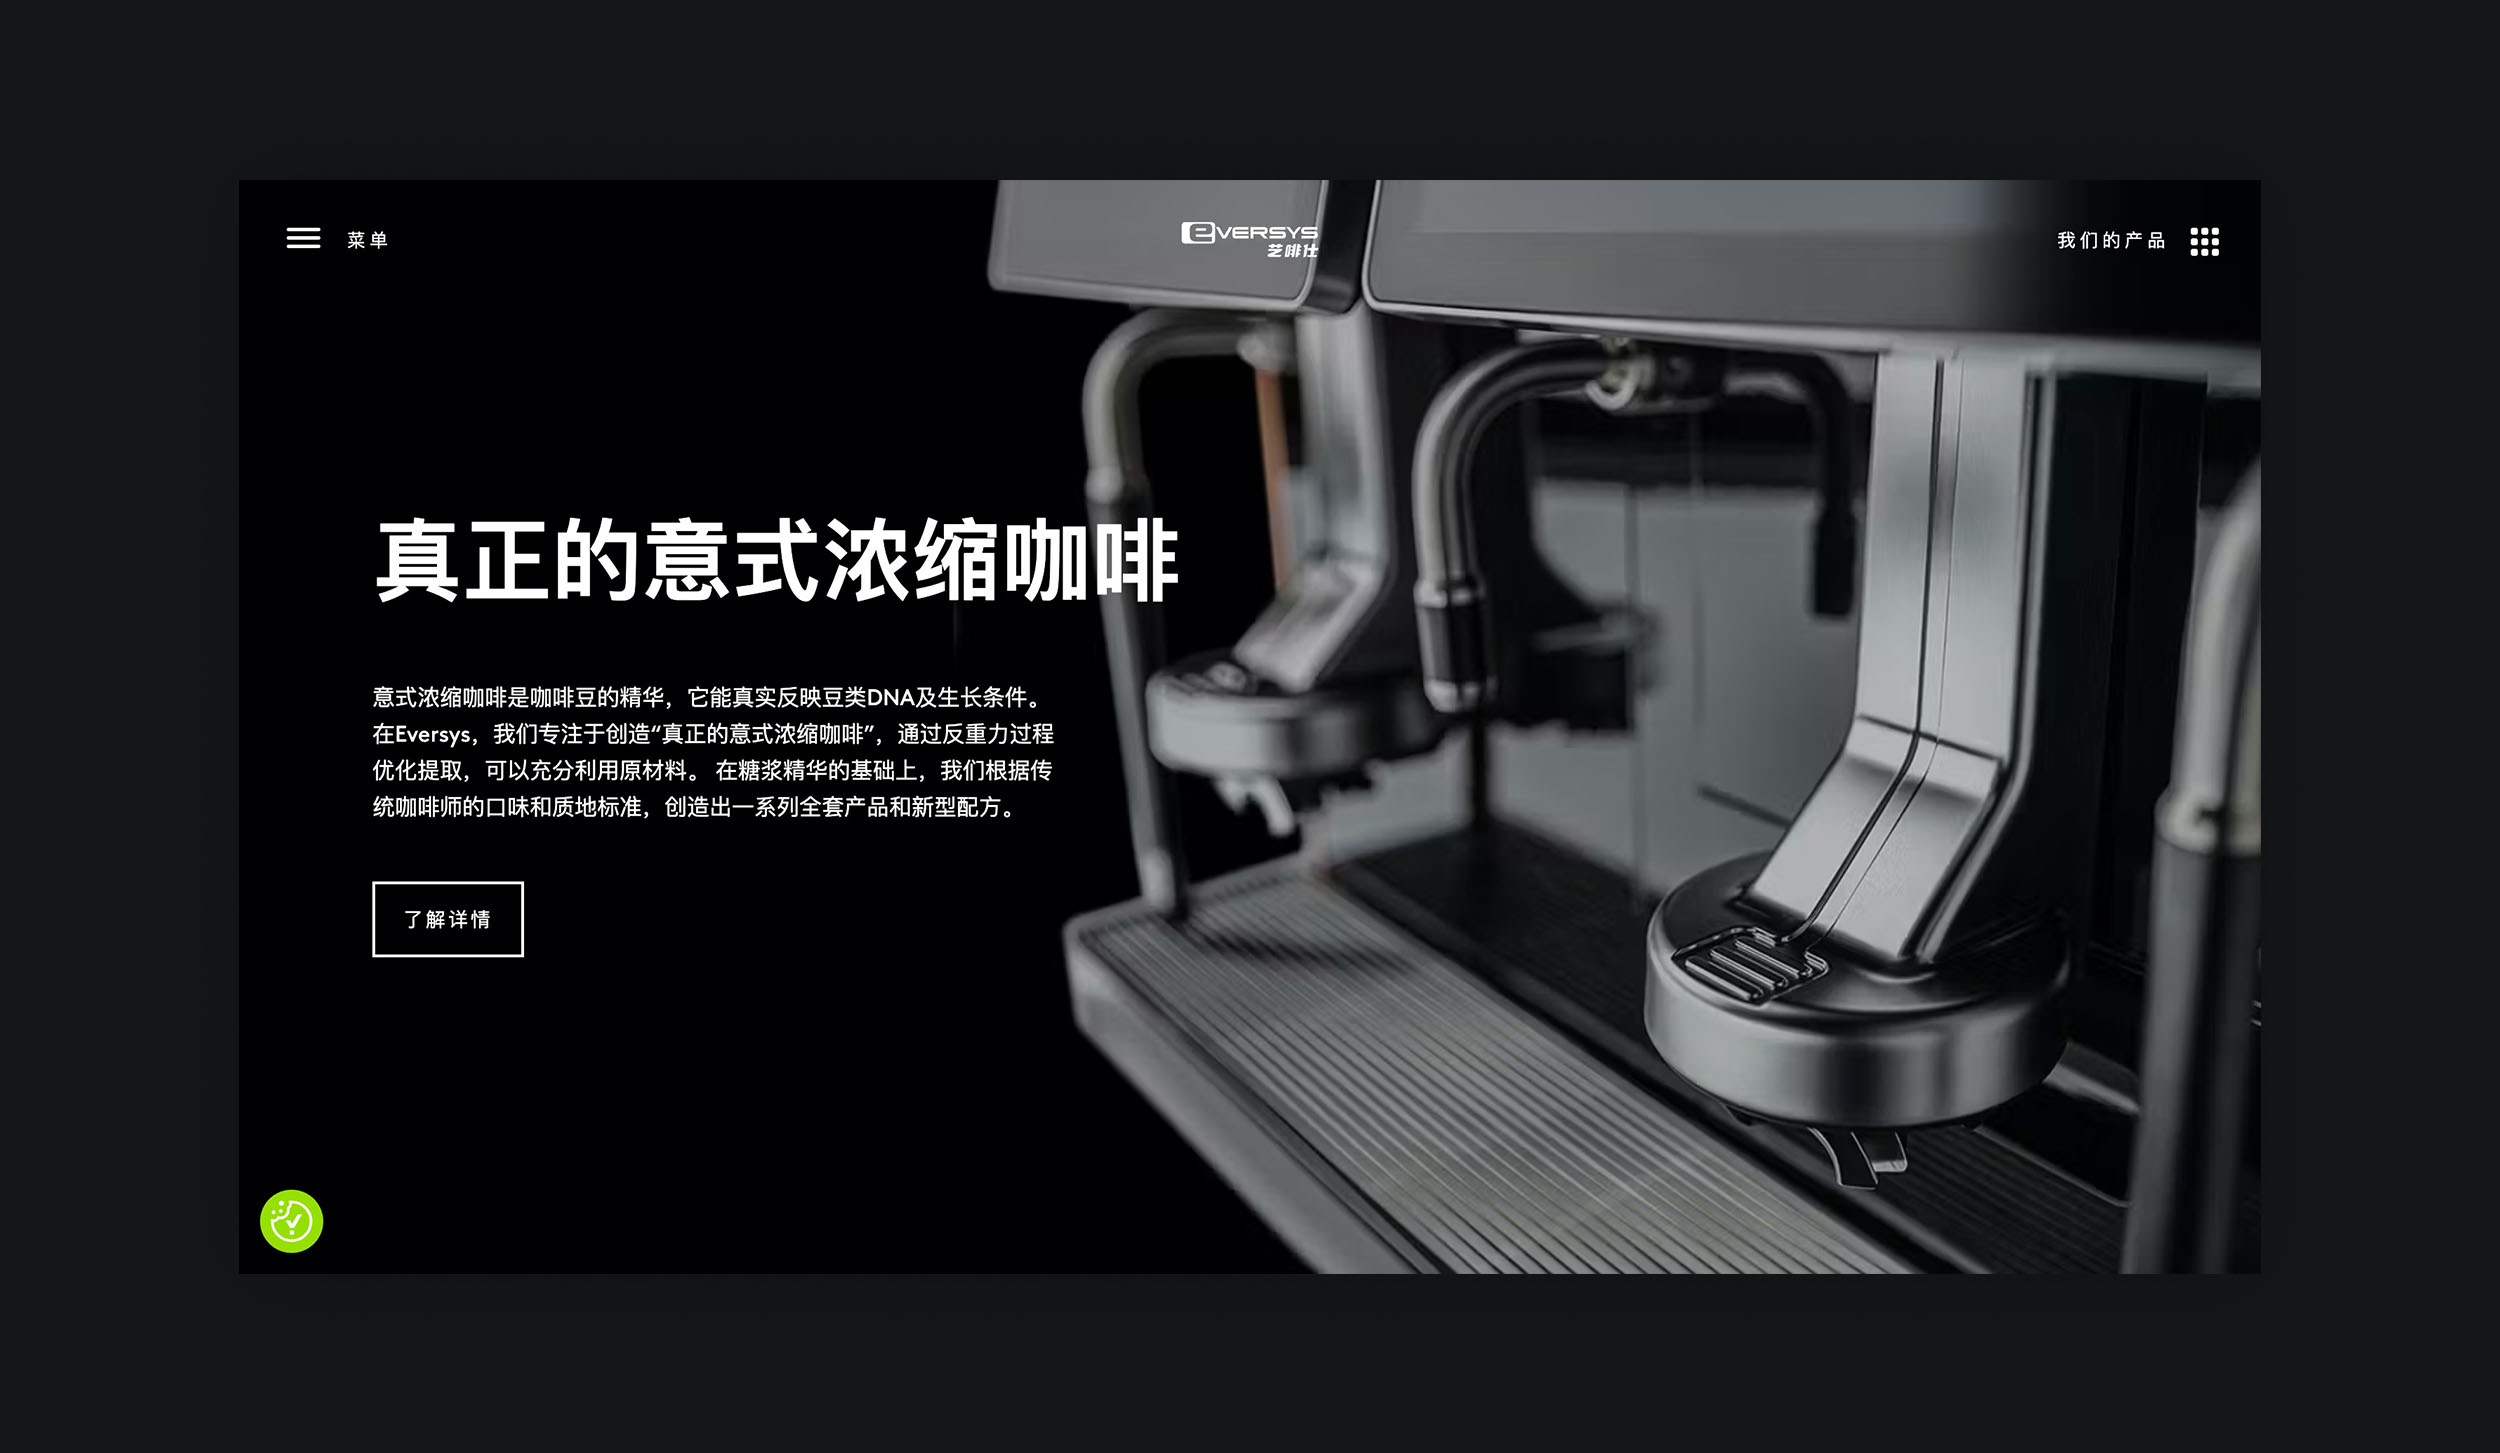 菜单
EVERSYS
艺啡仕
我们的产品
真正的意式浓缩咖啡
意式浓缩咖啡是咖啡豆的精华，它能真实反映豆类DNA及生长条件。
在Eversys，我们专注于创造“真正的意式浓缩咖啡”，通过反重力过程
优化提取，可以充分利用原材料。 在糖浆精华的基础上，我们根据传
统咖啡师的口味和质地标准，创造出一系列全套产品和新型配方。
了解详情